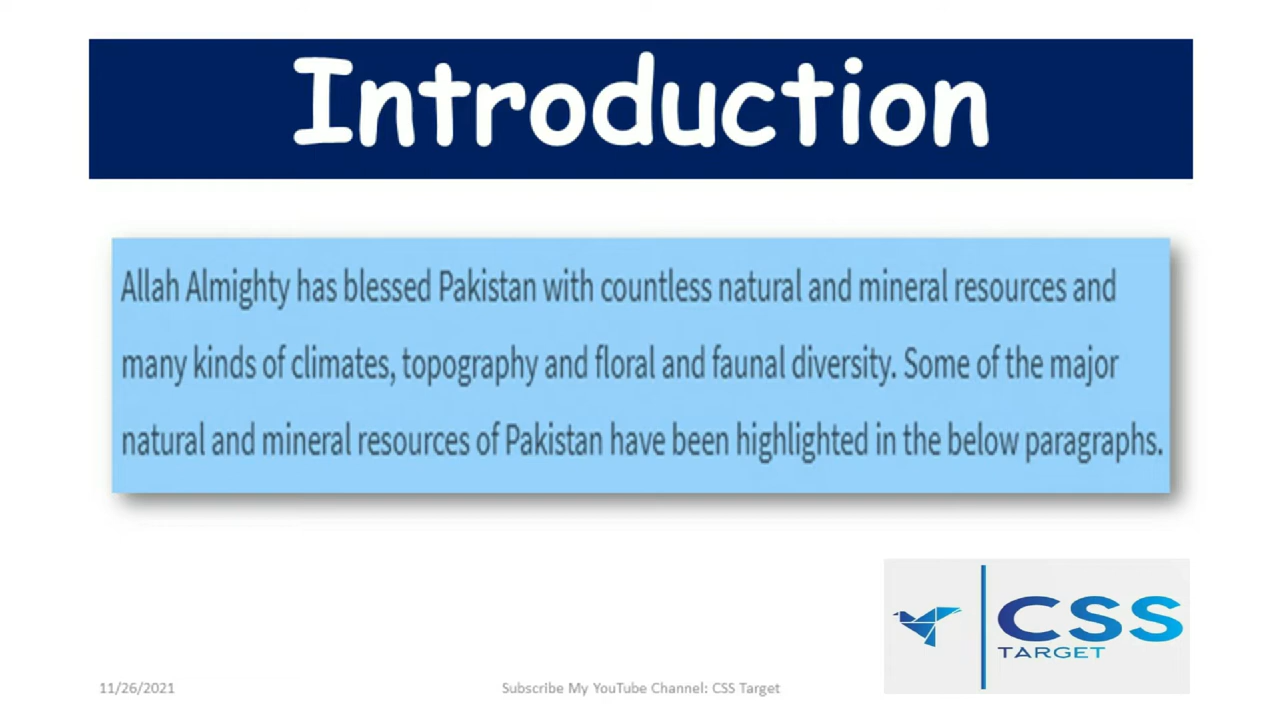 Introduction
Allah Almighty has blessed Pakistan with countless natural and mineral resources and
many kinds of climates, topography and floral and faunal diversity. Some of the major
natural and mineral resources of Pakistan have been highlighted in the below paragraphs.
CSS
TARGET
11/26/2021
Subscribe My YouTube Channel: CSS Target